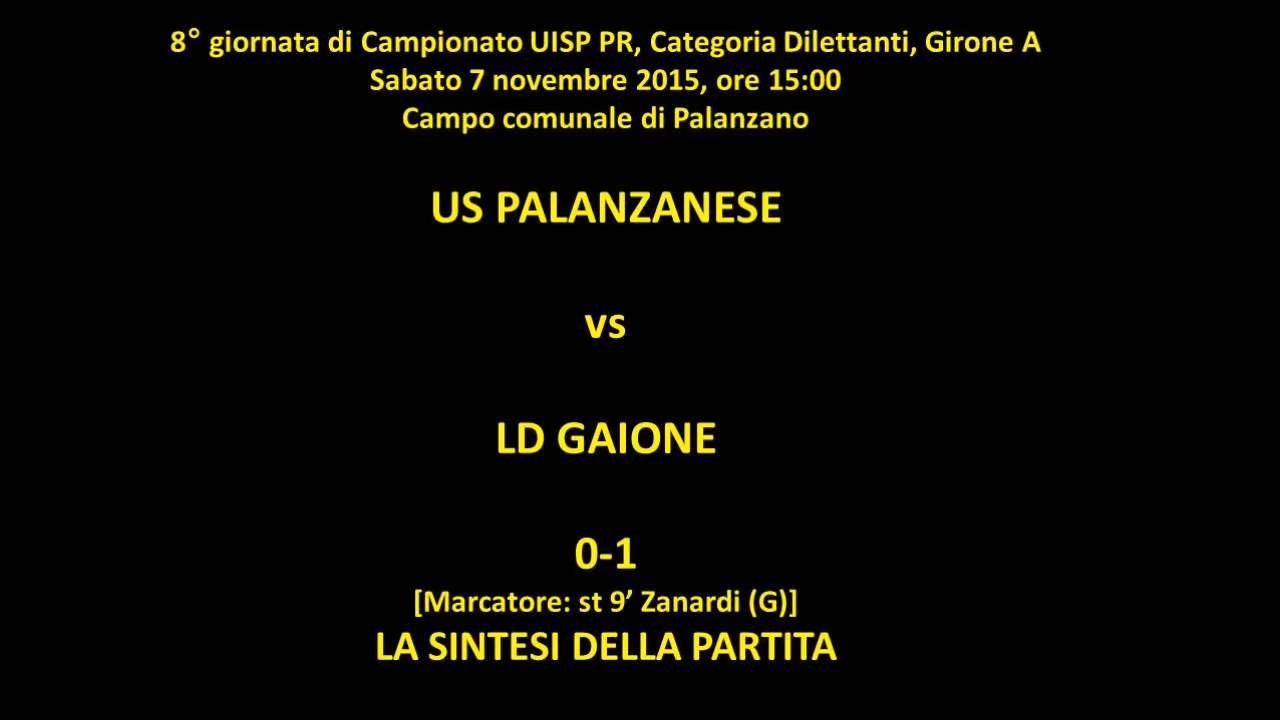 8° giornata di Campionato UISP PR, Categoria Dilettanti, Girone A
Sabato 7 novembre 2015, ore 15:00
Campo comunale di Palanzano
US PALANZANESE
vs
LD GAIONE
0-1
[Marcatore: st 9’ Zanardi (G)]
LA SINTESI DELLA PARTITA